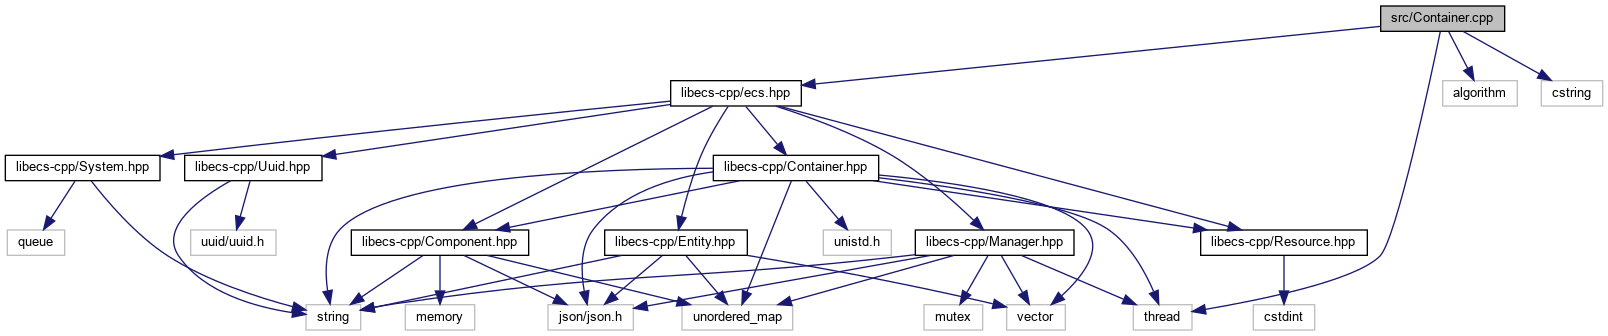 src/Container.cpp
libecs-cpp/ecs.hpp
algorithm
cstring
libecs-cpp/System.hpp
libecs-cpp/Uuid.hpp
libecs-cpp/Container.hpp
queue
uuid/uuid.h
libecs-cpp/Component.hpp
libecs-cpp/Entity.hpp
unistd.h
libecs-cpp/Manager.hpp
libecs-cpp/Resource.hpp
string
memory
json/json.h
unordered_map
mutex
vector
thread
cstdint